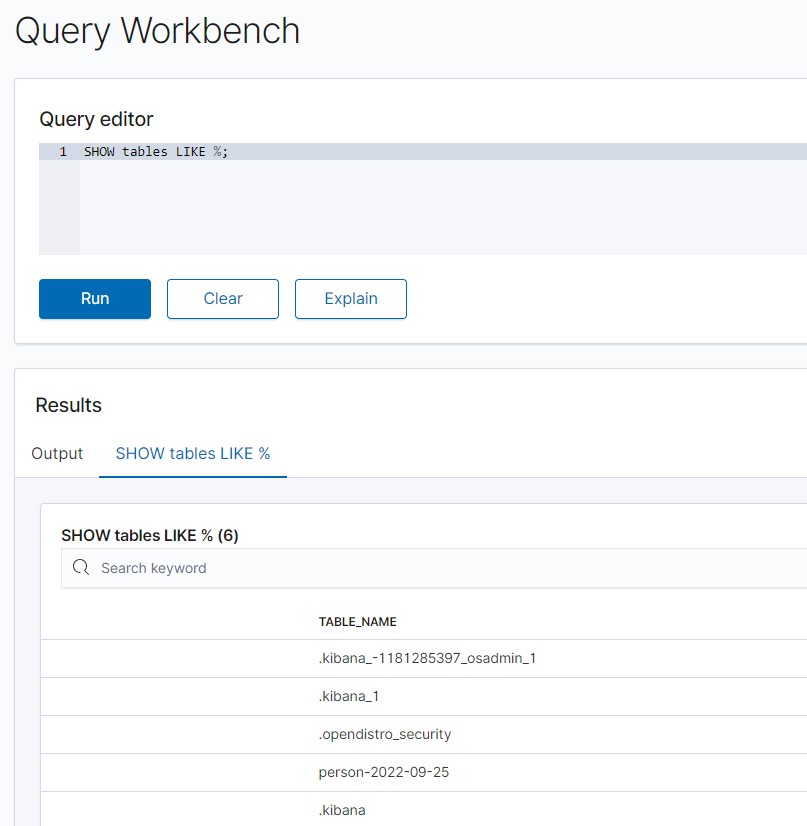 Query Workbench
Query editor
1 SHOW tables LIKE %;
Run Clear Explain
Results
Output SHOW tables LIKE %
SHOW tables LIKE % (6)
Search keyword
TABLE_NAME
.kibana_-1181285397_osadmin_1
.kibana_1
.opendistro_security
person-2022-09-25
.kibana